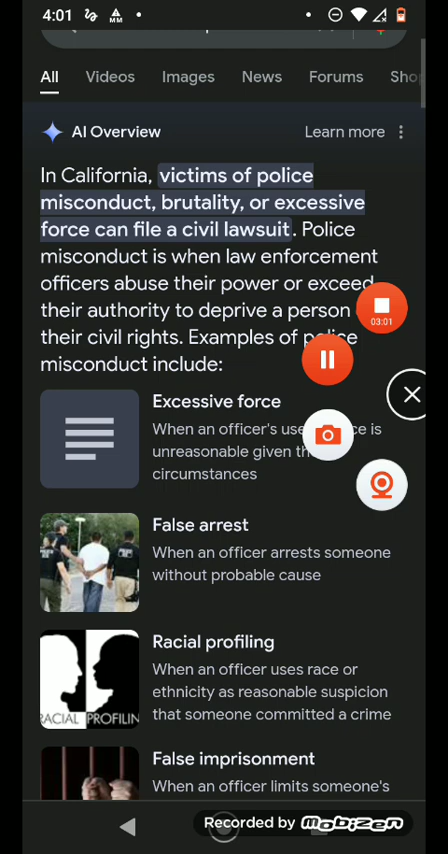 4:01
MM
All Videos Images News Forums Sho
AI Overview Learn more
In California, victims of police
misconduct, brutality, or excessive
force can file a civil lawsuit. Police
misconduct is when law enforcement
officers abuse their power or exceed
their authority to deprive a person
their civil rights. Examples of police
misconduct include:
03:01
Excessive force
When an officer's use is
unreasonable given th
circumstances
False arrest
When an officer arrests someone
without probable cause
Racial profiling
When an officer uses race or
ethnicity as reasonable suspicion
that someone committed a crime
RACIAL PROFILIN
False imprisonment
When an officer limits someone's
Recorded by mobizen